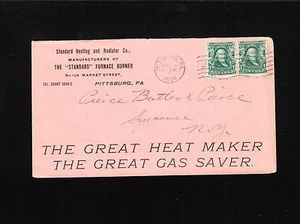 Standard Heating and Radiator Co.,
MANUFACTURERS OF
THE "STANDARD" FURNACE BURNER
No 106 MARKET STREET,
PITTSBURG, PA
Pierce Butler & Pierce
Syracuse
N.Y.
THE GREAT HEAT MAKER
THE GREAT GAS SAVER.